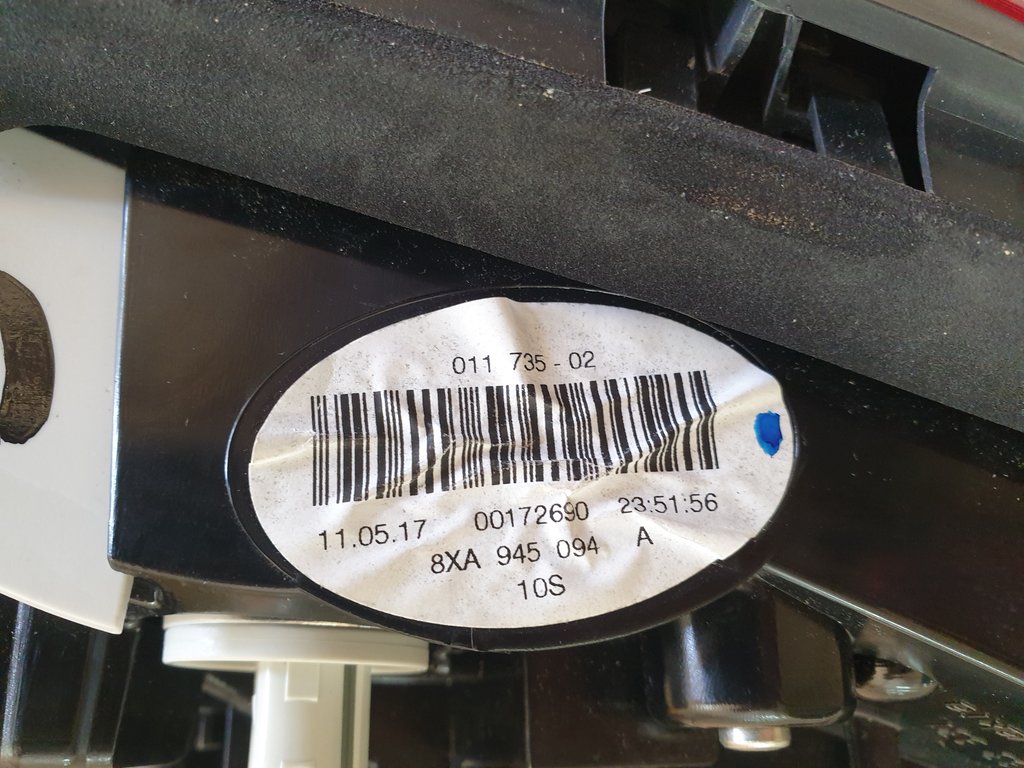 011 735 - 02
11.05.17 00172690 23:51:56
8XA 945 094 A
10S